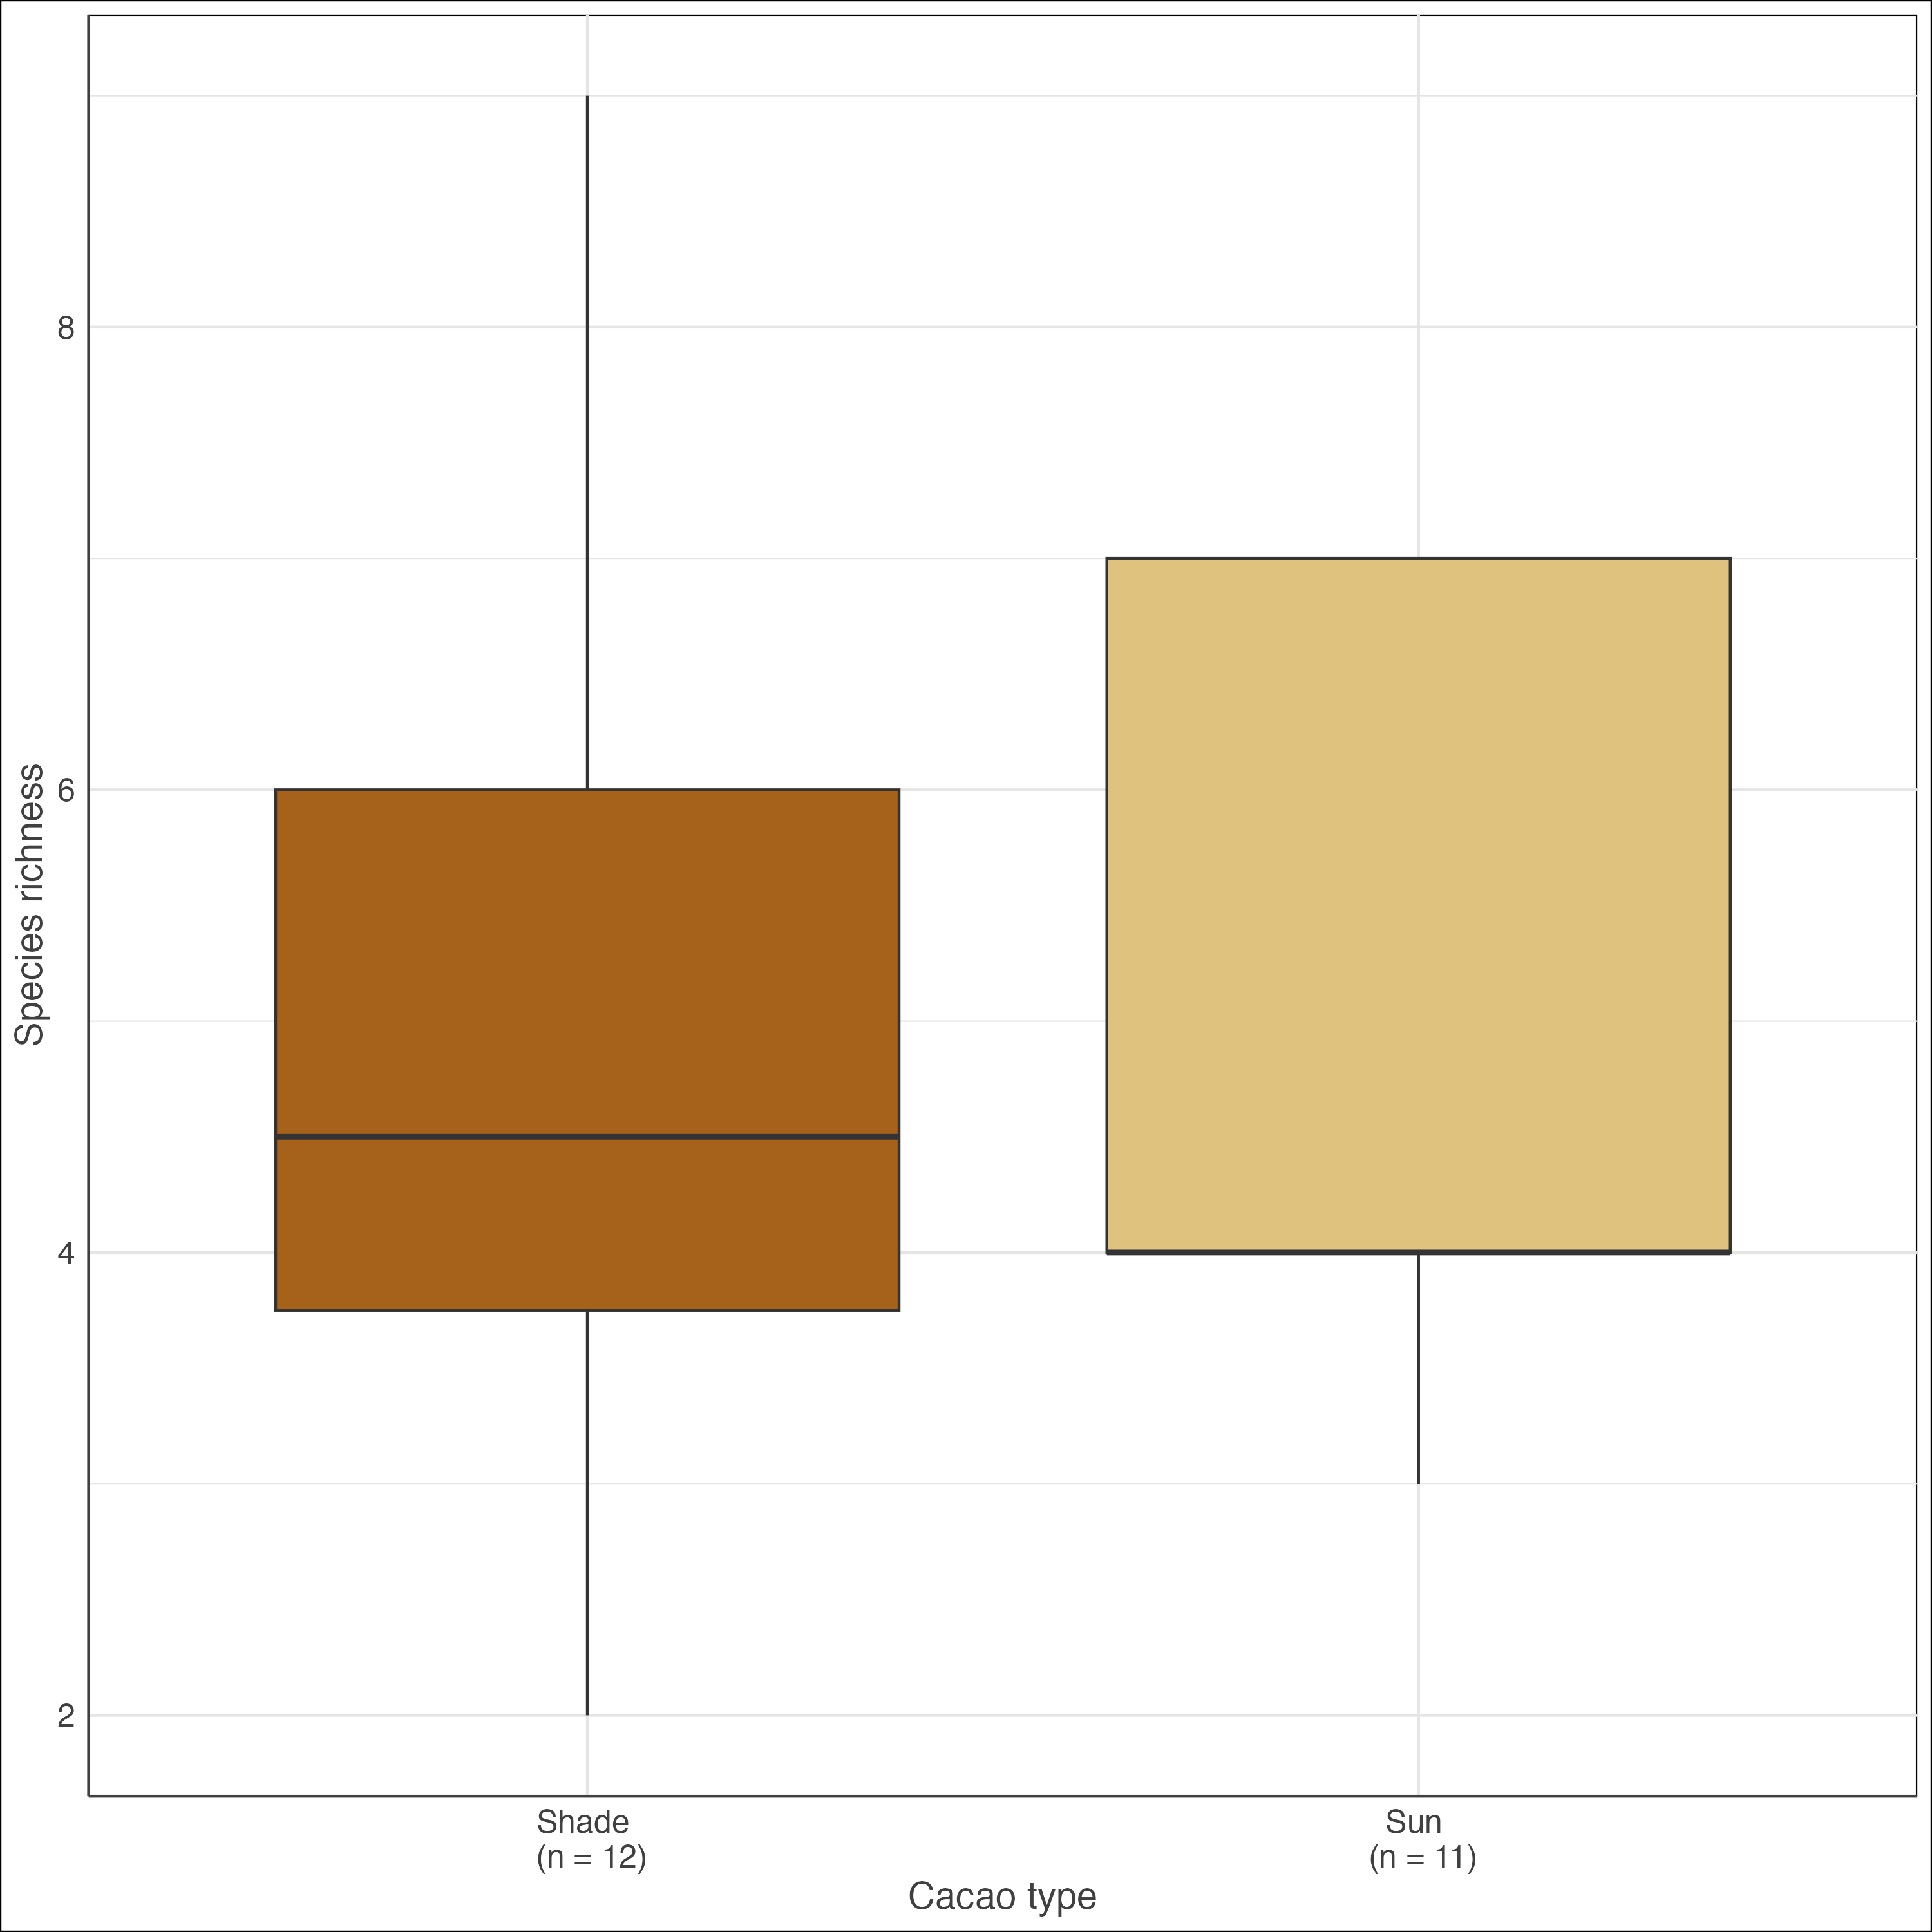 Species richness
8
6
4
2
Shade
(n = 12)
Sun
(n = 11)
Cacao type